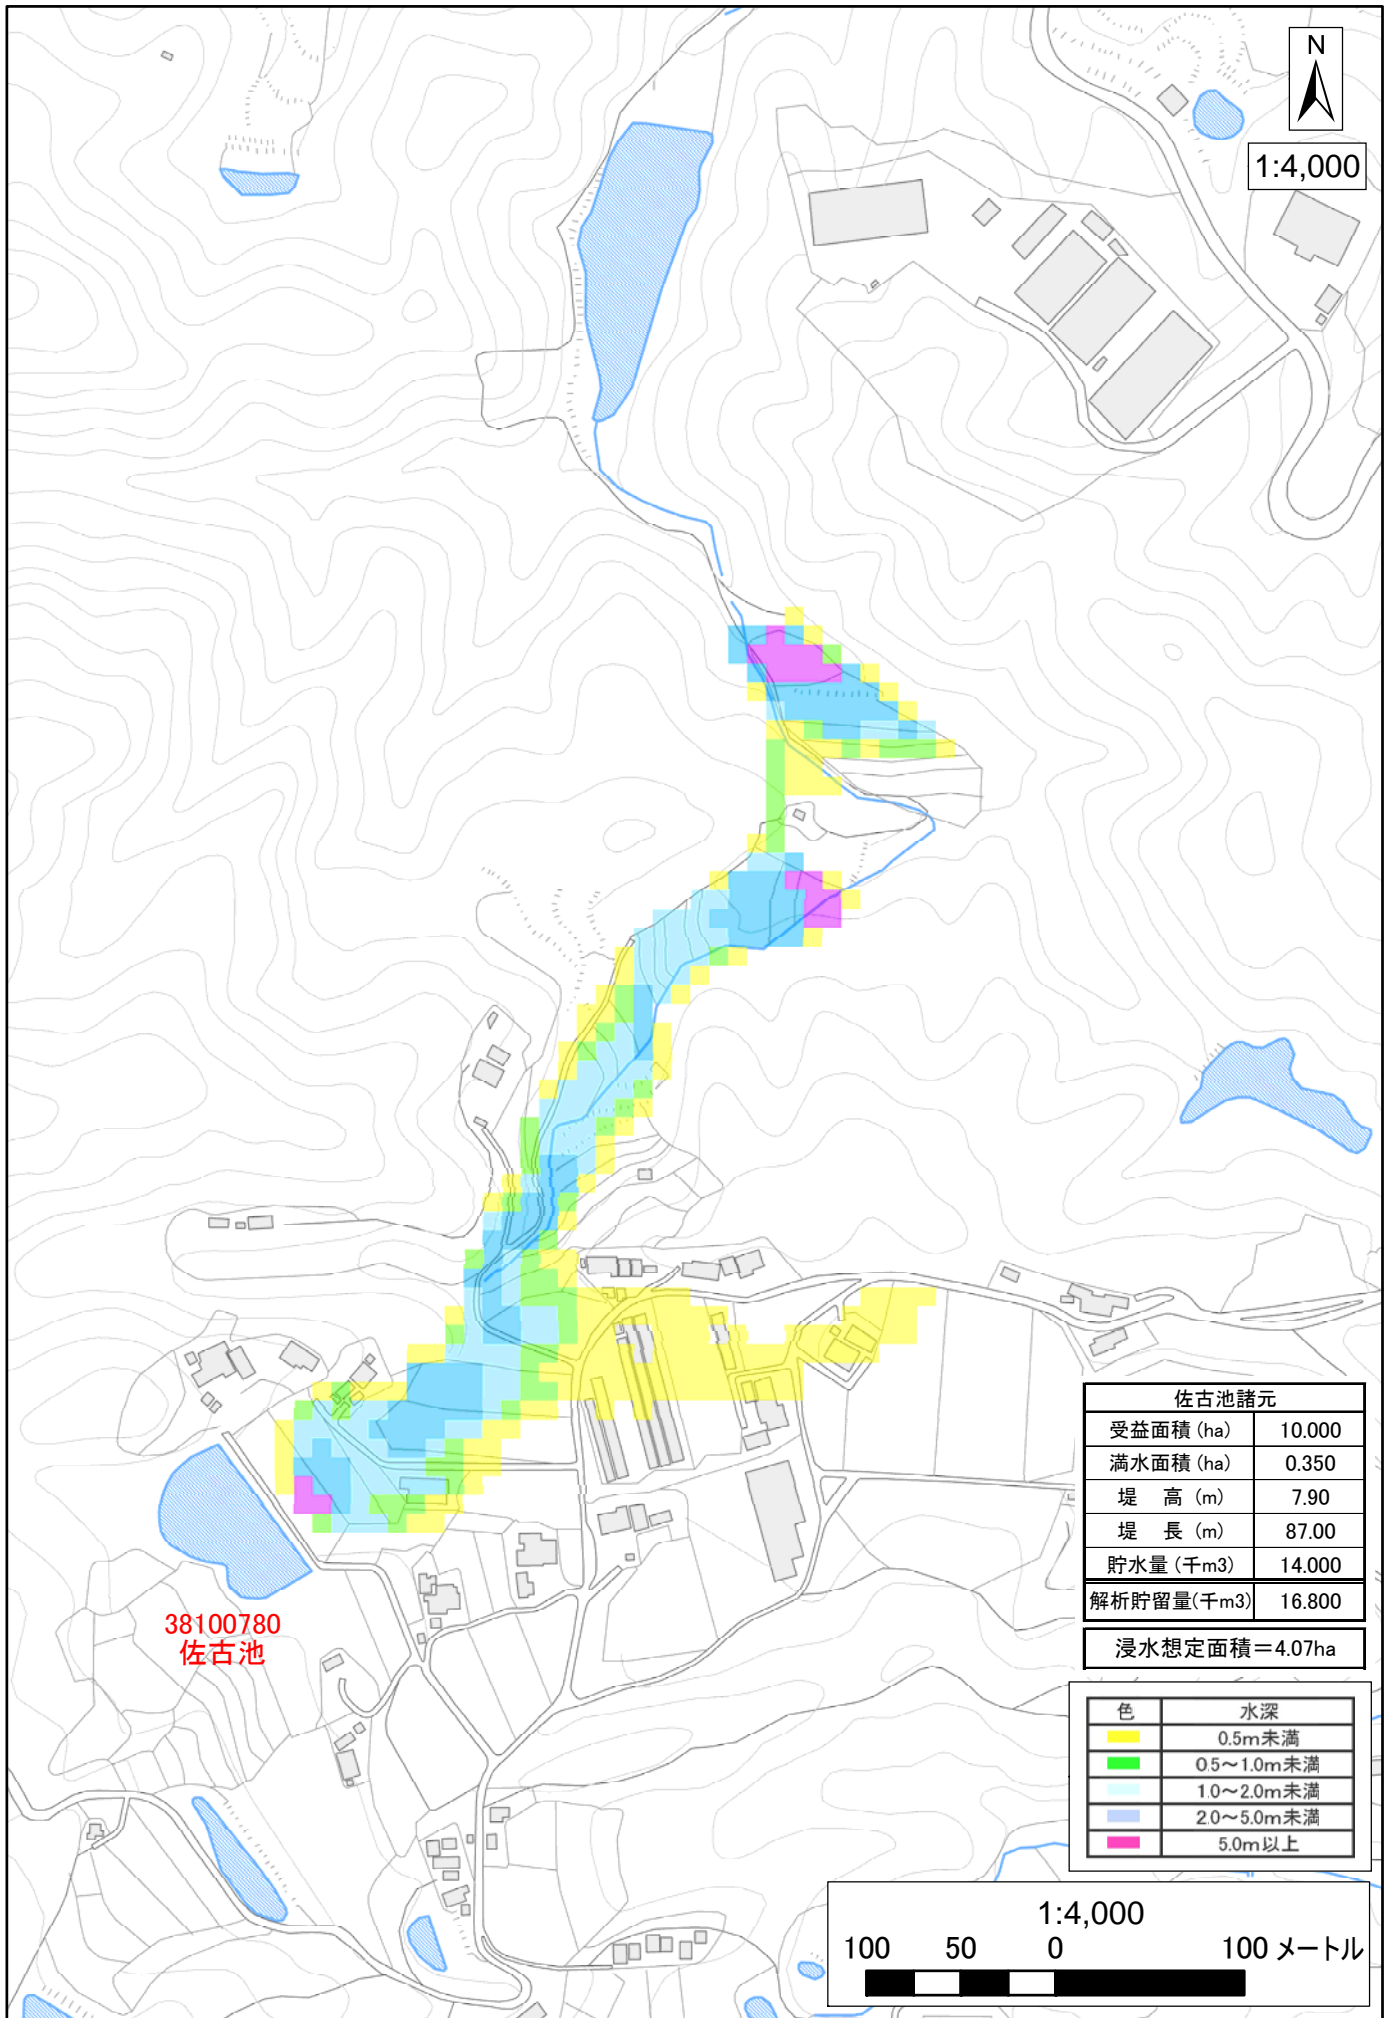 N
1:4,000
佐古池諸元
受益面積 (ha) 10.000
満水面積 (ha) 0.350
堤 高 (m) 7.90
堤 長 (m) 87.00
貯水量 (千m3) 14.000
解析貯留量(千m3) 16.800
浸水想定面積＝4.07ha
38100780
佐古池
色 水深
0.5m未満
0.5～1.0m未満
1.0～2.0m未満
2.0～5.0m未満
5.0m以上
1:4,000
100 50 0 100 メートル